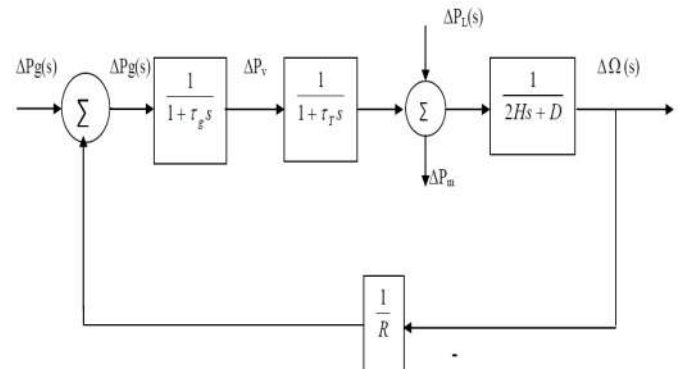 ΔP_L(s)
ΔPg(s)
ΔPg(s)
ΔP_v
ΔΩ(s)
Σ
1
1 + τ_g s
1
1 + τ_T s
Σ
1
2Hs + D
ΔP_m
1
R
-